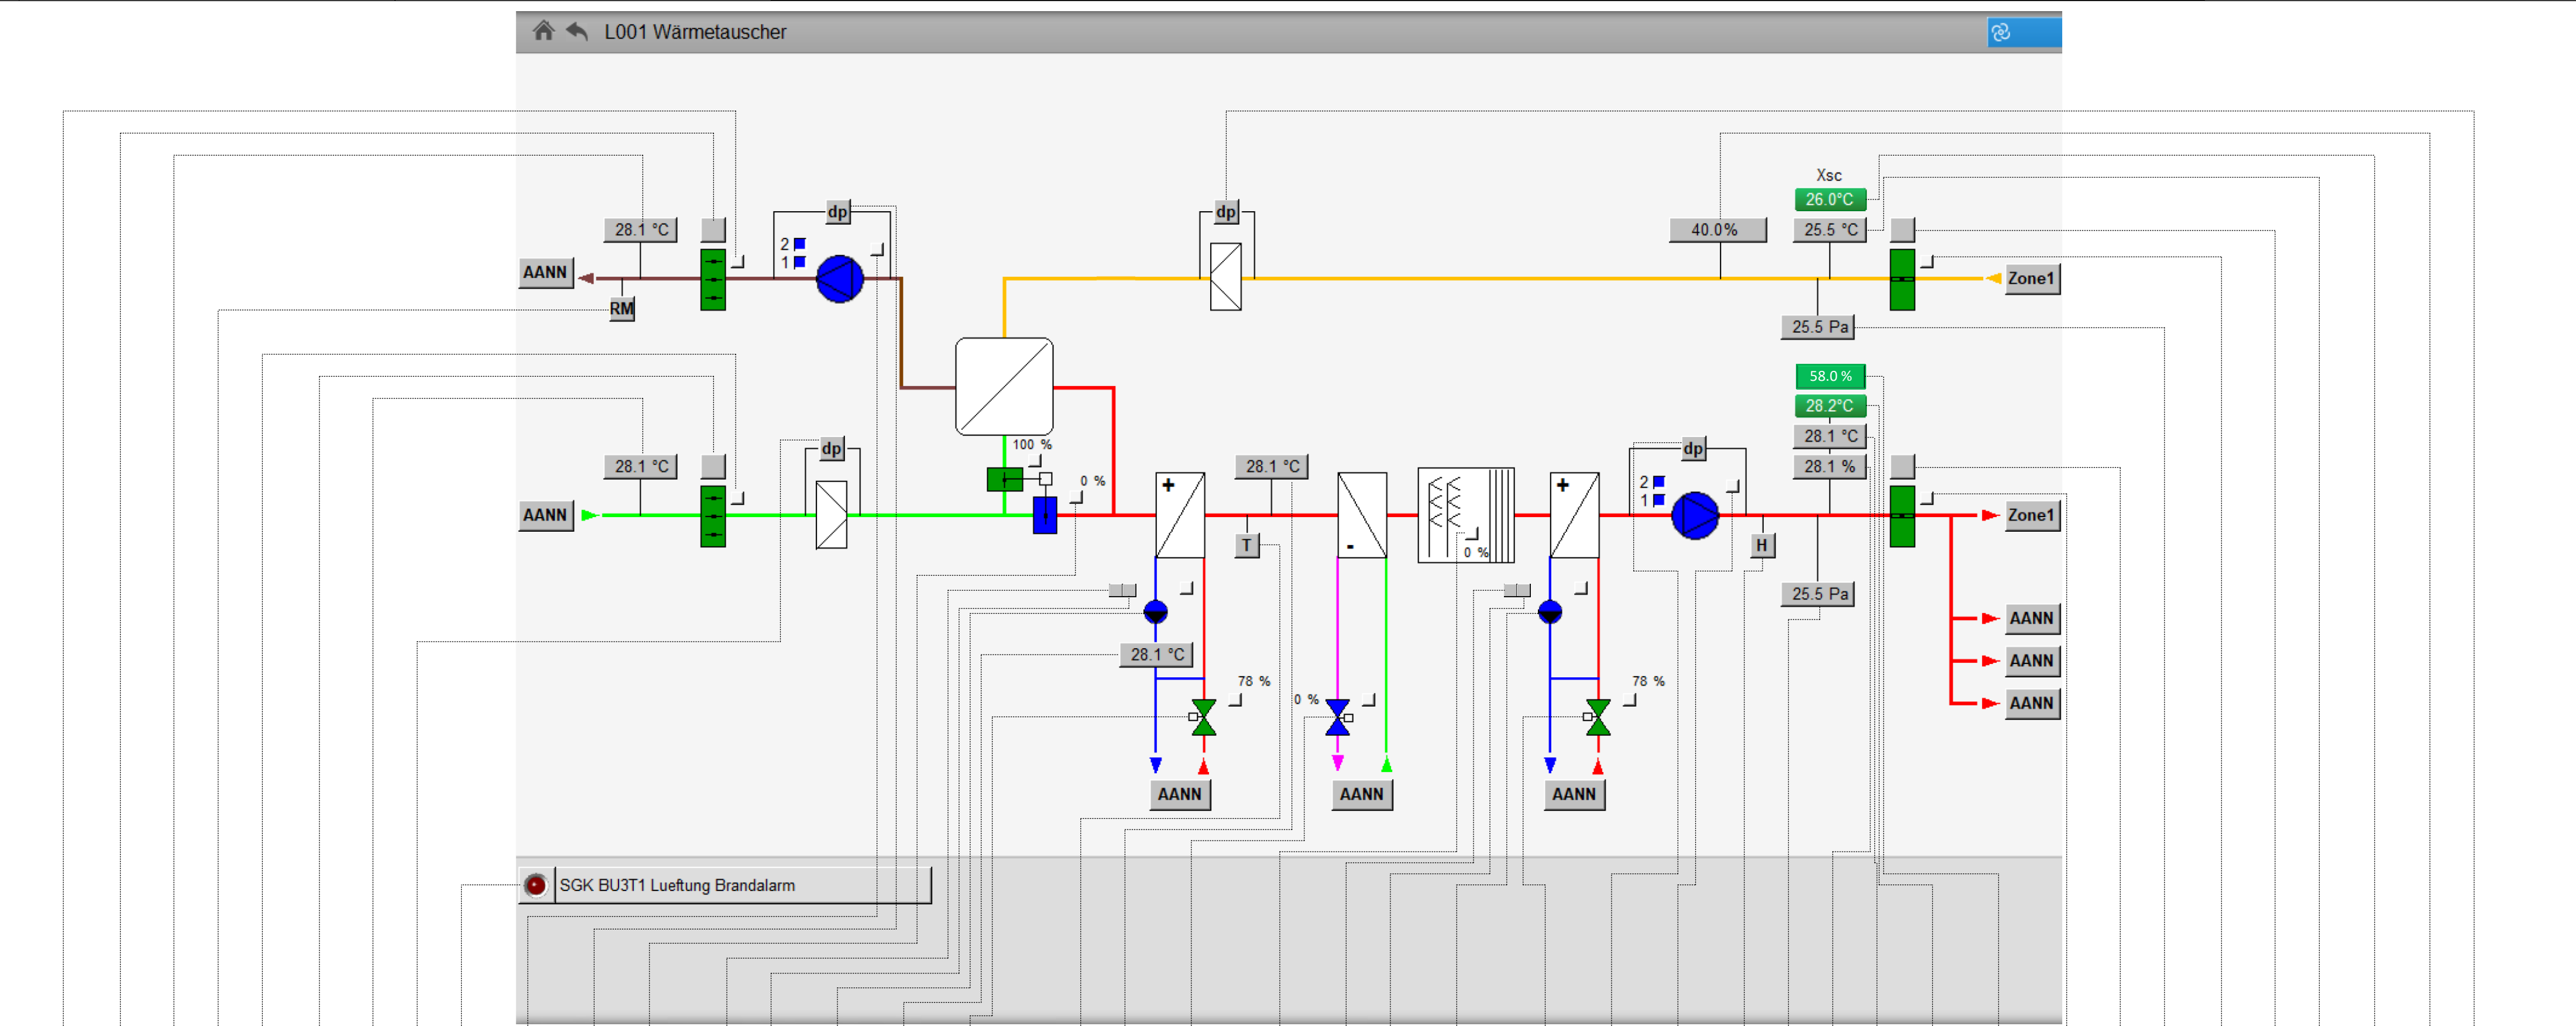 L001 Wärmetauscher
Xsc
26.0°C
dp
dp
28.1 °C
40.0%
25.5 °C
2
1
AANN
Zone1
RM
25.5 Pa
58.0 %
28.2°C
28.1 °C
100 %
dp
dp
28.1 °C
28.1 °C
28.1 %
0 %
+
+
2
1
AANN
Zone1
T
-
0 %
H
25.5 Pa
AANN
28.1 °C
AANN
78 %
0 %
78 %
AANN
AANN
AANN
AANN
SGK BU3T1 Lueftung Brandalarm